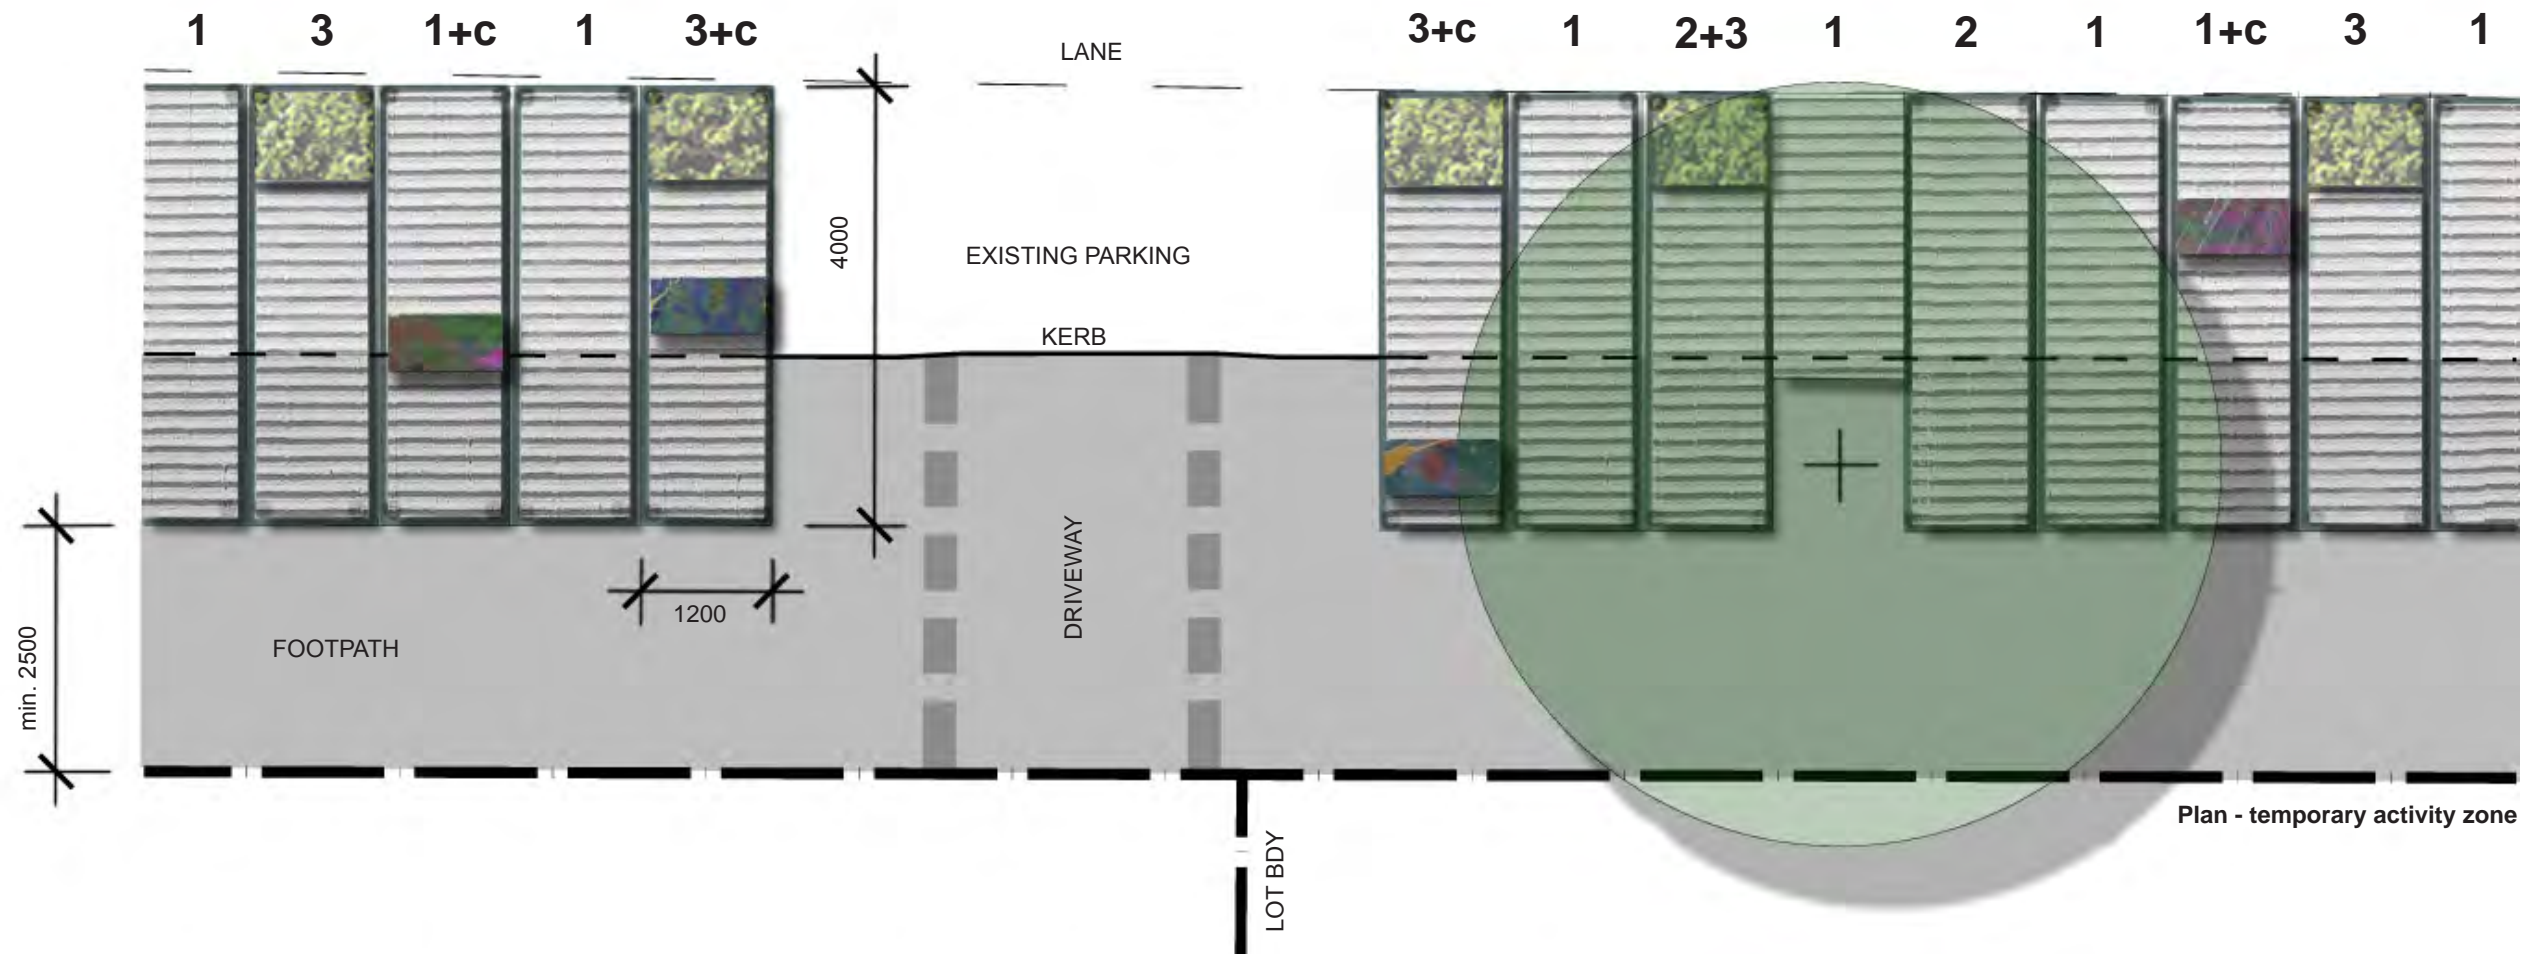 1 3 1+c 1 3+c 3+c 1 2+3 1 2 1 1+c 3 1
LANE
4000
EXISTING PARKING
KERB
DRIVEWAY
1200
FOOTPATH
min. 2500
Plan - temporary activity zone
LOT BDY